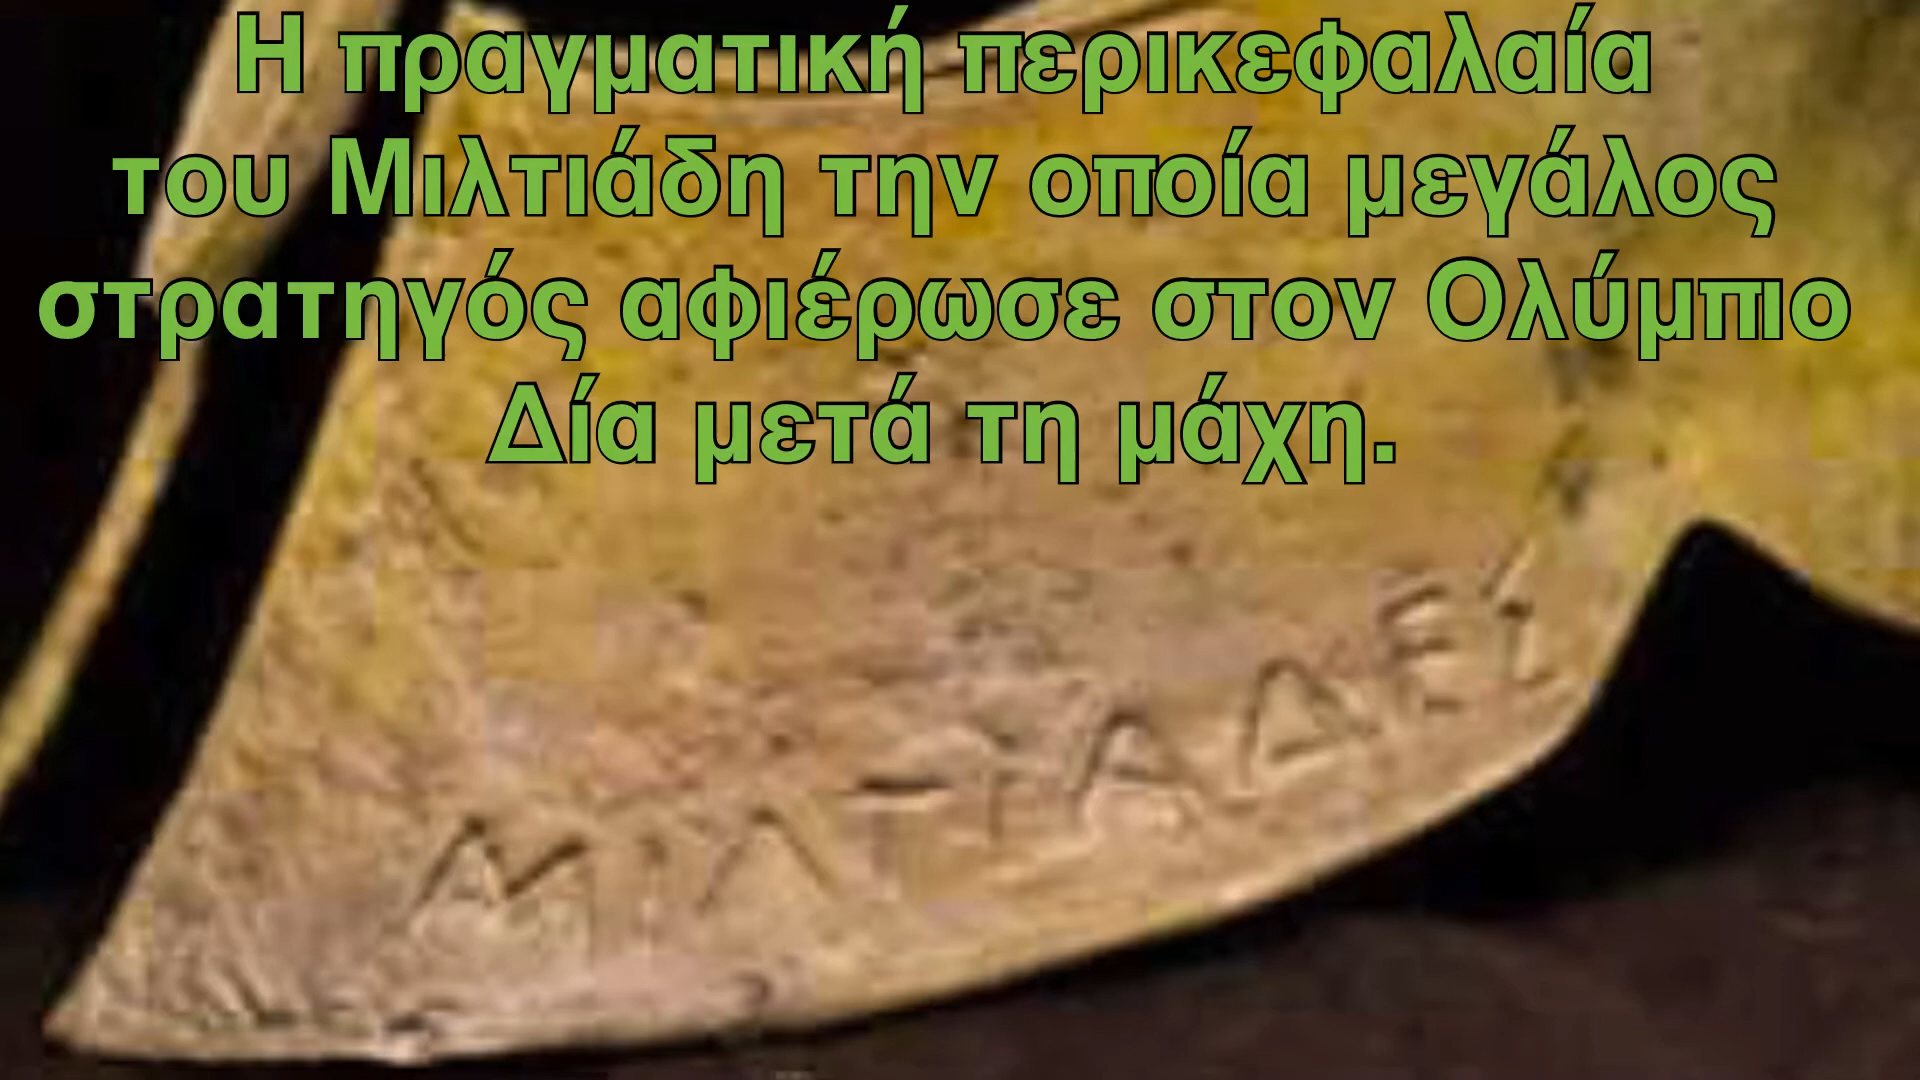 Η πραγματική περικεφαλαία
του Μιλτιάδη την οποία μεγάλος
στρατηγός αφιέρωσε στον Ολύμπιο
Δία μετά τη μάχη.
ΜΙΛΤΙΑΔΕΣ